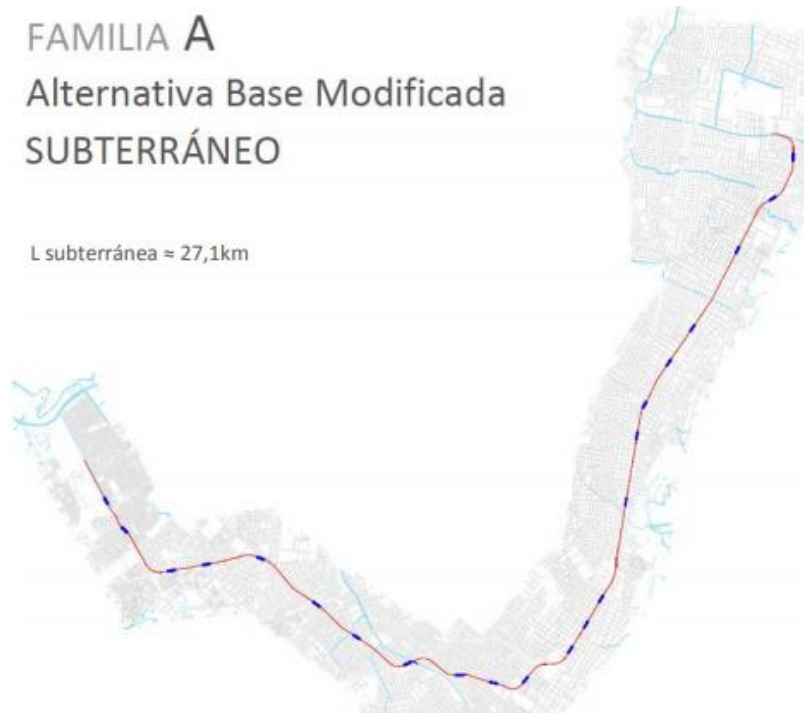 FAMILIA A
Alternativa Base Modificada
SUBTERRÁNEO
L subterránea ≈ 27,1km